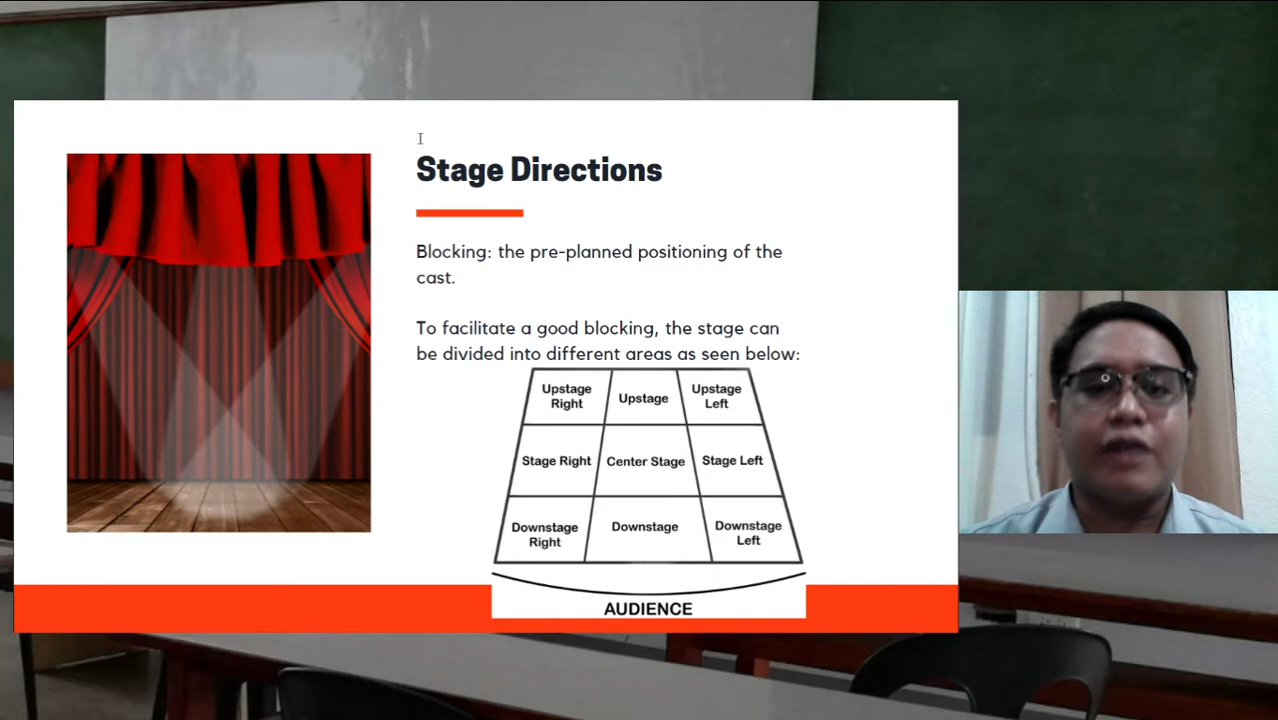 Stage Directions
Blocking: the pre-planned positioning of the
cast.
To facilitate a good blocking, the stage can
be divided into different areas as seen below:
Upstage
Right
Upstage
Upstage
Left
Stage Right
Center Stage
Stage Left
Downstage
Right
Downstage
Downstage
Left
AUDIENCE